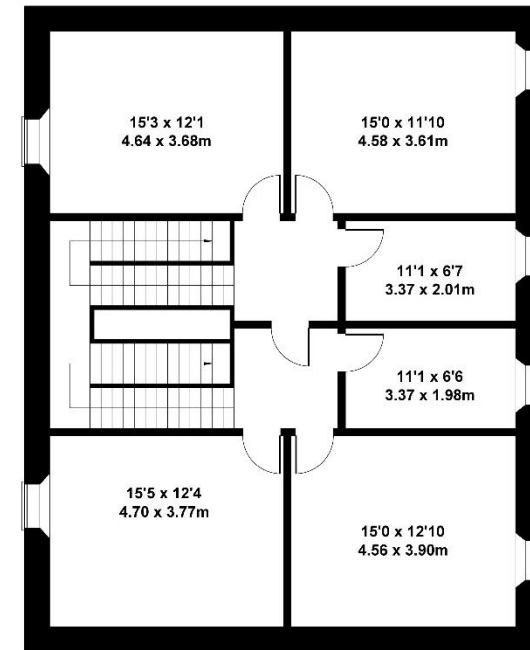 15'3 x 12'1
4.64 x 3.68m
15'0 x 11'10
4.58 x 3.61m
11'1 x 6'7
3.37 x 2.01m
11'1 x 6'6
3.37 x 1.98m
15'5 x 12'4
4.70 x 3.77m
15'0 x 12'10
4.56 x 3.90m